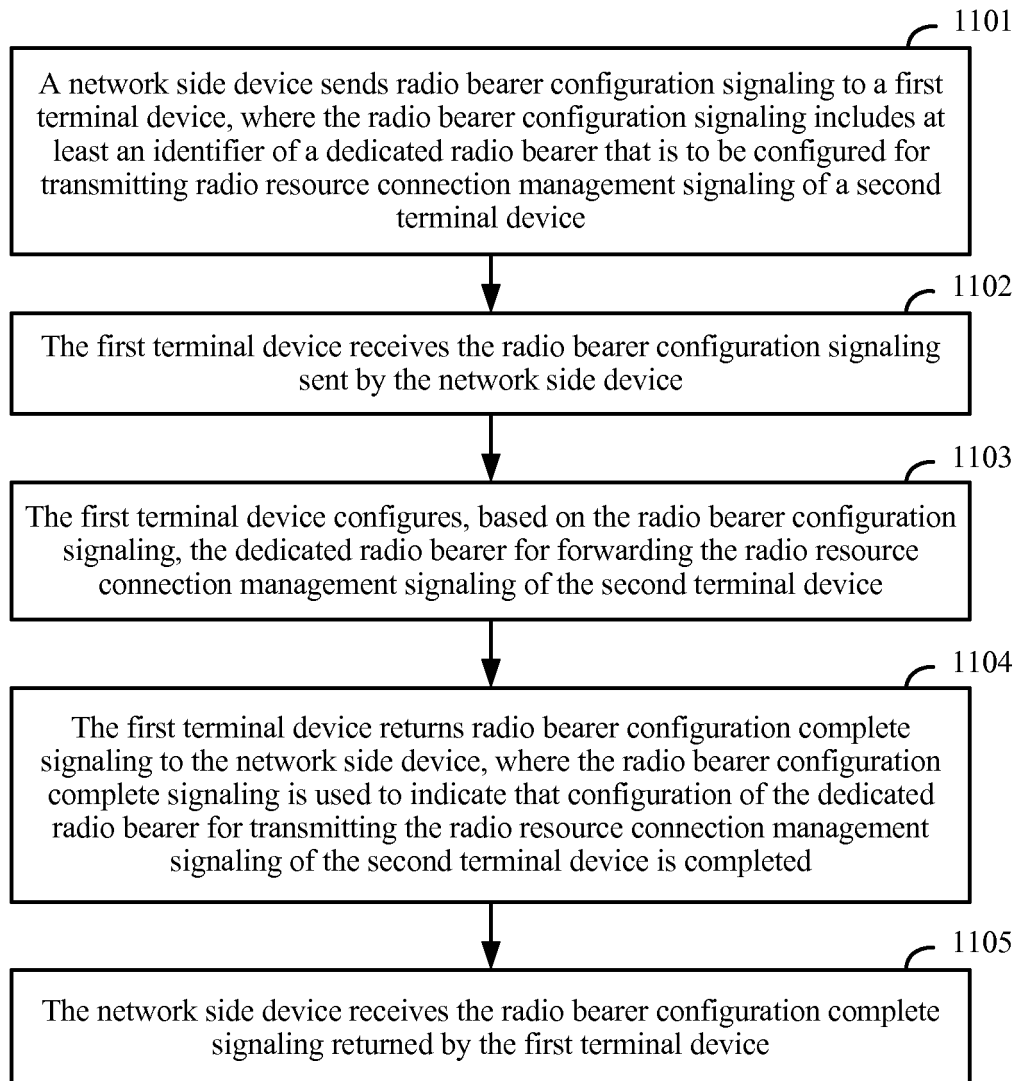 1101
A network side device sends radio bearer configuration signaling to a first
terminal device, where the radio bearer configuration signaling includes at
least an identifier of a dedicated radio bearer that is to be configured for
transmitting radio resource connection management signaling of a second
terminal device
1102
The first terminal device receives the radio bearer configuration signaling
sent by the network side device
1103
The first terminal device configures, based on the radio bearer configuration
signaling, the dedicated radio bearer for forwarding the radio resource
connection management signaling of the second terminal device
1104
The first terminal device returns radio bearer configuration complete
signaling to the network side device, where the radio bearer configuration
complete signaling is used to indicate that configuration of the dedicated
radio bearer for transmitting the radio resource connection management
signaling of the second terminal device is completed
1105
The network side device receives the radio bearer configuration complete
signaling returned by the first terminal device